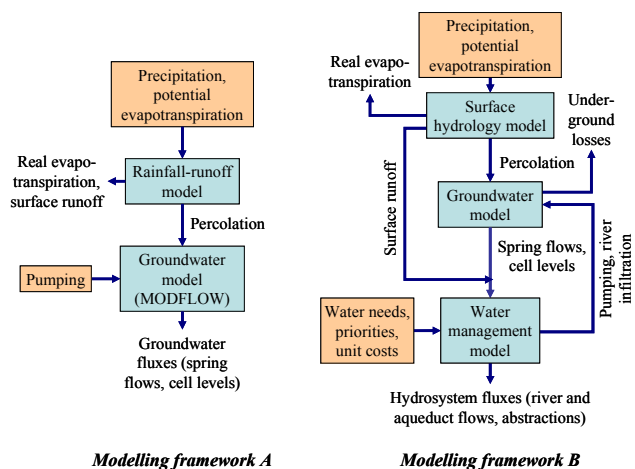 Precipitation,
potential
evapotranspiration
Real evapo-
transpiration,
surface runoff
Rainfall-runoff
model
Percolation
Pumping
Groundwater
model
(MODFLOW)
Groundwater
fluxes (spring
flows, cell levels)
Modelling framework A
Precipitation,
potential
evapotranspiration
Real evapo-
transpiration
Surface
hydrology model
Under-
ground
losses
Percolation
Surface runoff
Groundwater
model
Spring flows,
cell levels
Pumping, river
infiltration
Water needs,
priorities,
unit costs
Water
management
model
Hydrosystem fluxes (river and
aqueduct flows, abstractions)
Modelling framework B